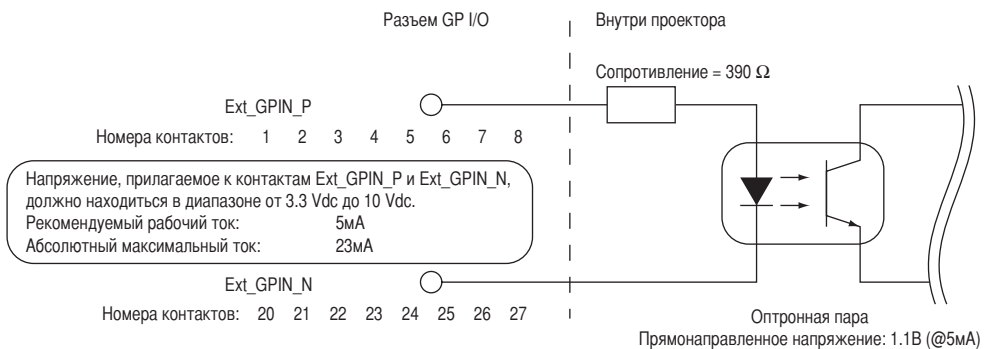 Разъем GP I/O
Внутри проектора
Сопротивление = 390 Ω
Ext_GPIN_P
Номера контактов: 1 2 3 4 5 6 7 8
Напряжение, прилагаемое к контактам Ext_GPIN_P и Ext_GPIN_N,
должно находиться в диапазоне от 3.3 Vdc до 10 Vdc.
Рекомендуемый рабочий ток: 5мА
Абсолютный максимальный ток: 23мА
Ext_GPIN_N
Номера контактов: 20 21 22 23 24 25 26 27
Оптронная пара
Прямонаправленное напряжение: 1.1В (@5мА)